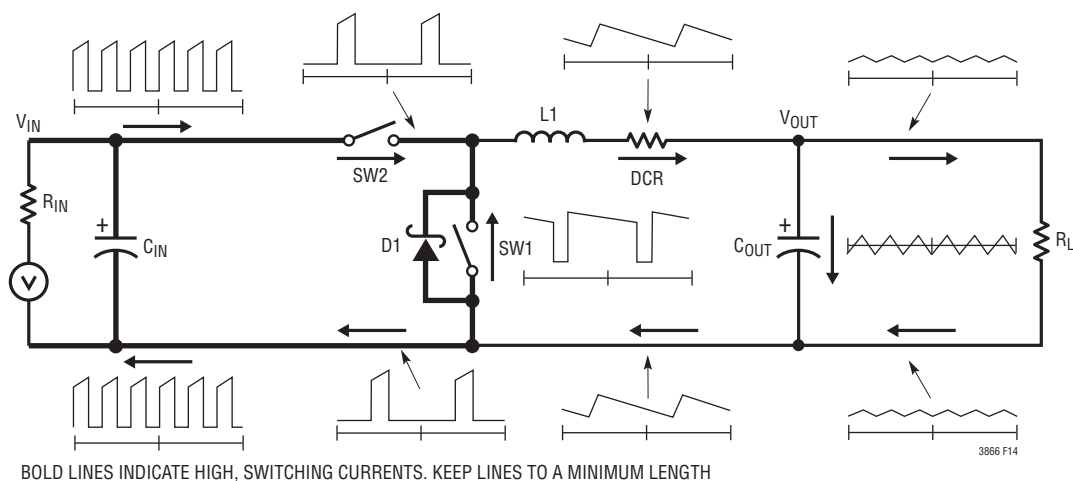 VIN
SW2
L1
DCR
VOUT
RIN
+
CIN
V
D1
SW1
+
COUT
RL
3866 F14
BOLD LINES INDICATE HIGH, SWITCHING CURRENTS. KEEP LINES TO A MINIMUM LENGTH